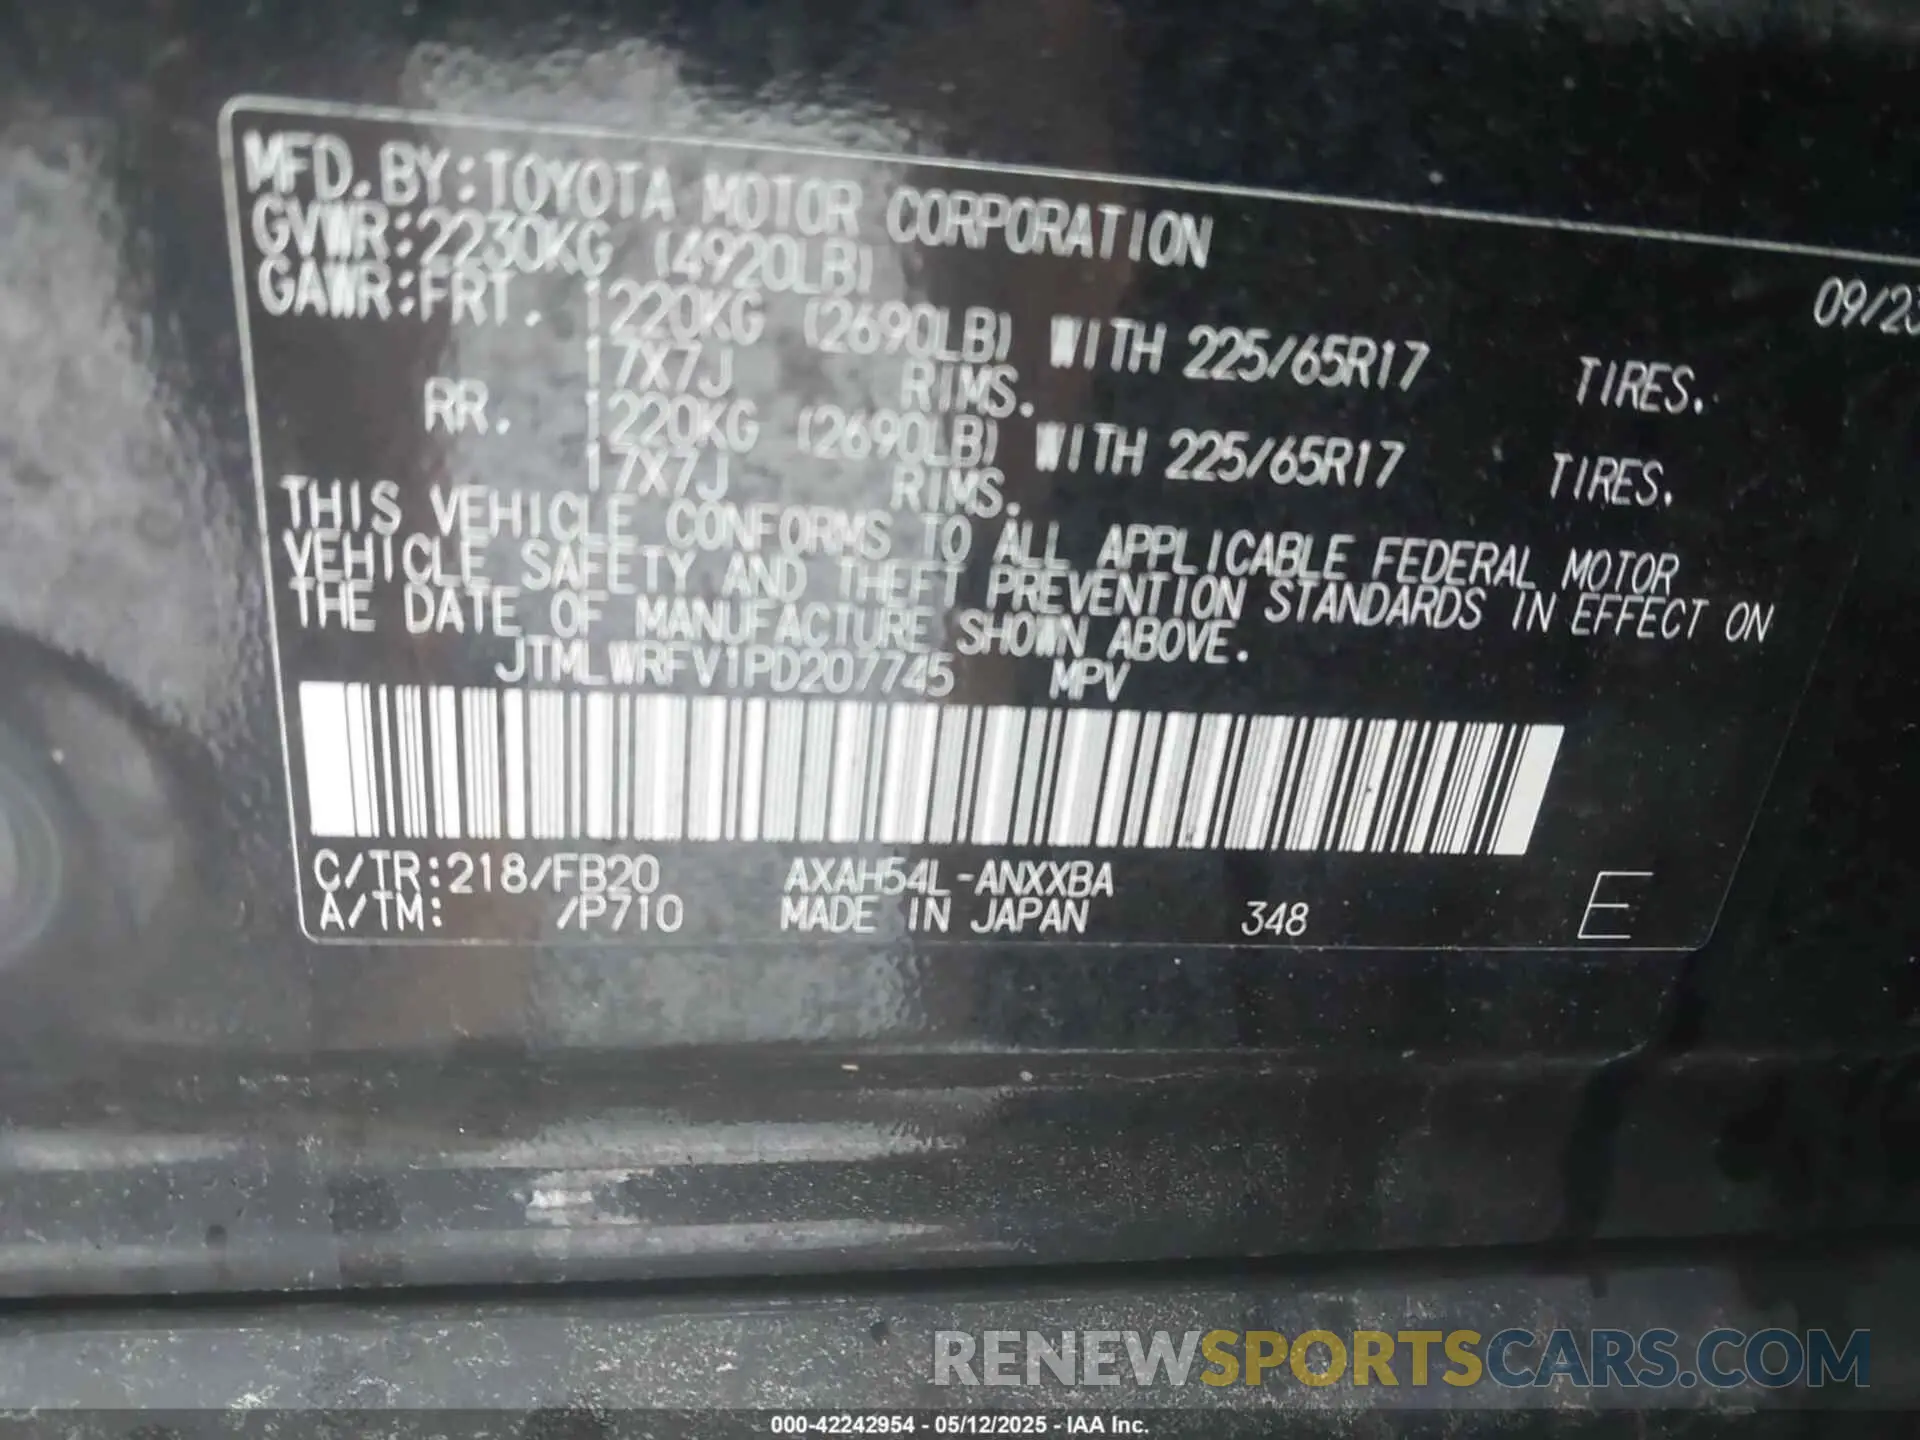 MFD.BY:TOYOTA MOTOR CORPORATION 09/23
GVWR:2230KG (4920LB)
GAWR:FRT. 1220KG (2690LB) WITH 225/65R17 TIRES.
17X7J RIMS.
RR. 1220KG (2690LB) WITH 225/65R17 TIRES.
17X7J RIMS.
THIS VEHICLE CONFORMS TO ALL APPLICABLE FEDERAL MOTOR
VEHICLE SAFETY AND THEFT PREVENTION STANDARDS IN EFFECT ON
THE DATE OF MANUFACTURE SHOWN ABOVE.
JTMLWRFV1PD207745 MPV
C/TR:218/FB20 AXAH54L-ANXXBA
A/TM: /P710 MADE IN JAPAN 348 E
RENEWSPORTSCARS.COM
000-42242954 - 05/12/2025 - IAA Inc.